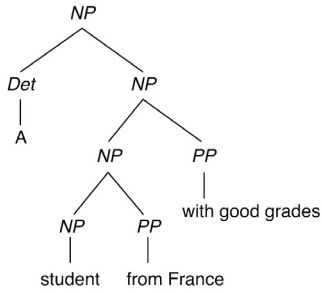 NP
Det NP
A
NP PP
with good grades
NP PP
student from France